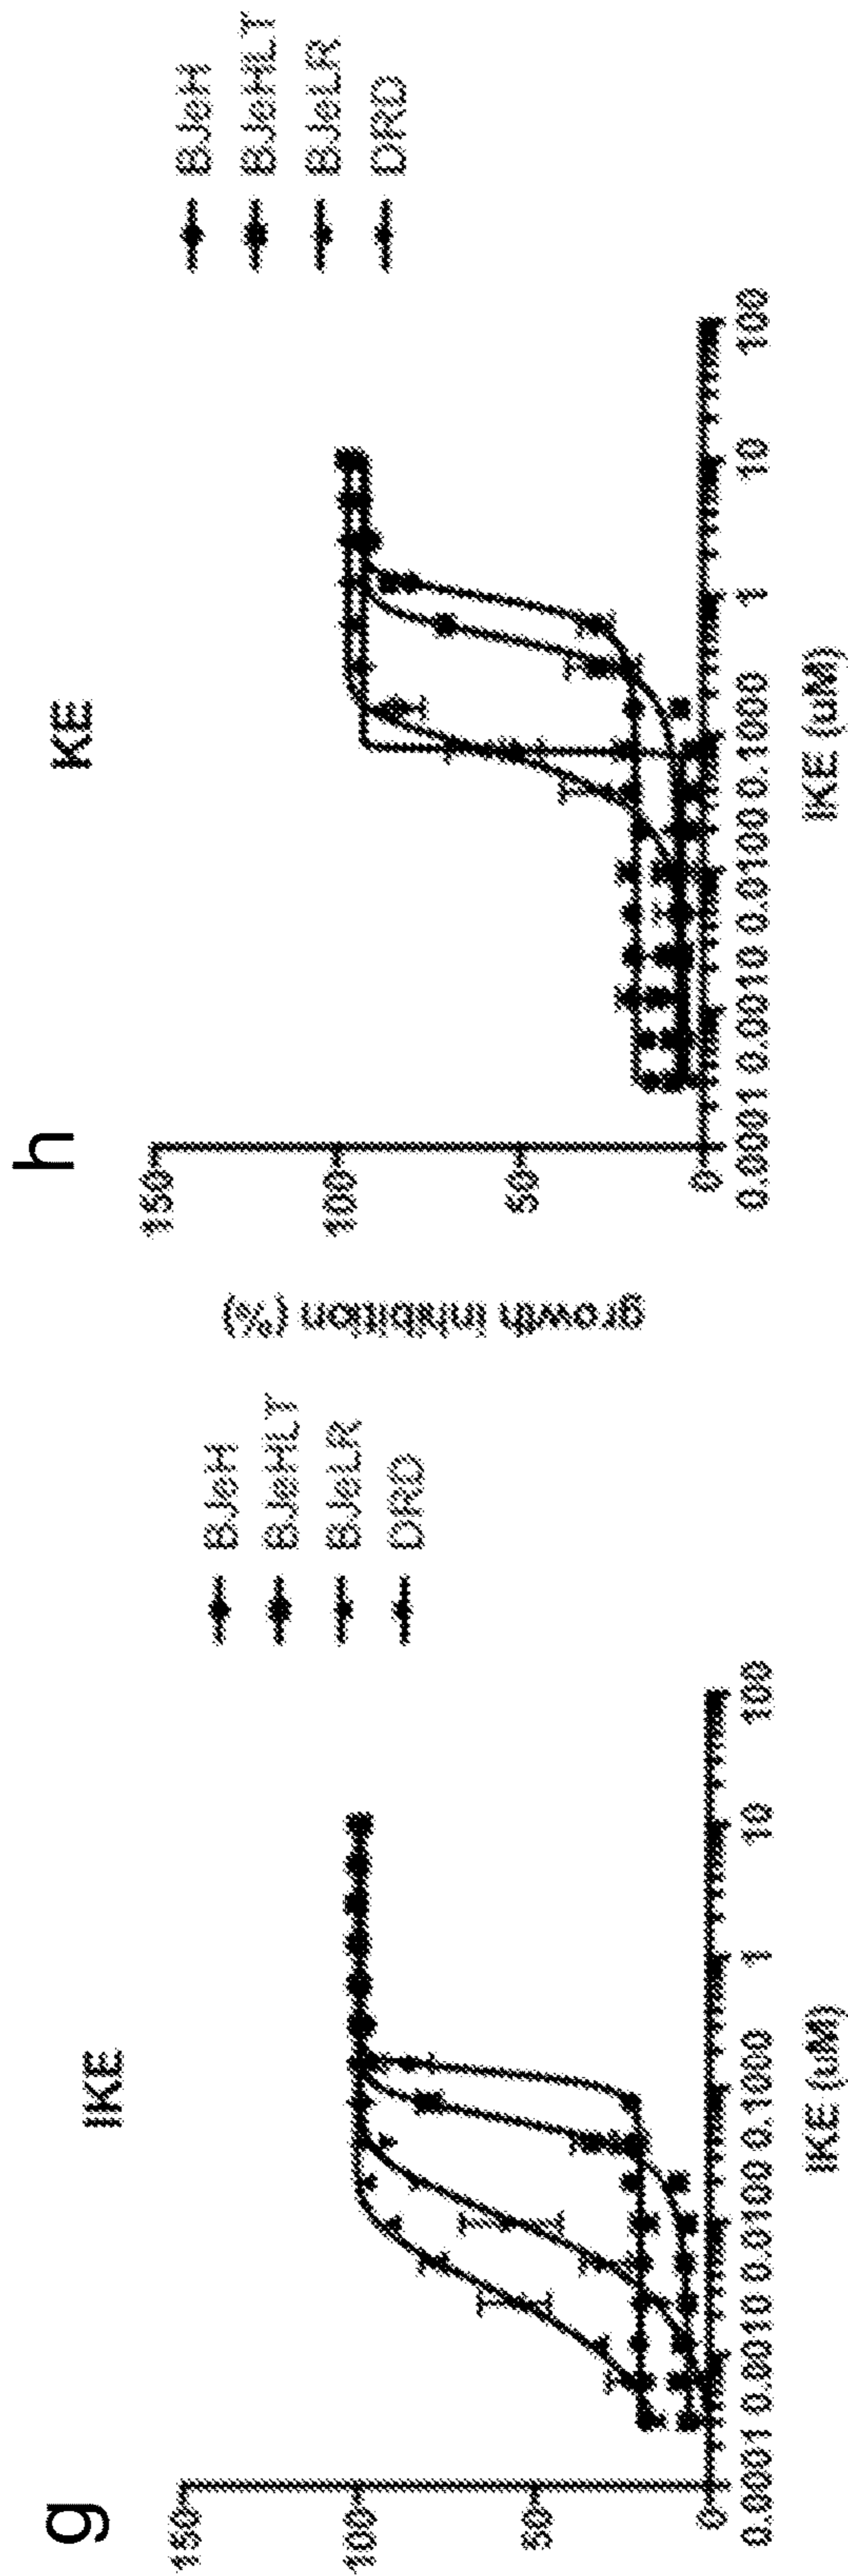 g
IKE
150
100
50
0
0.0001 0.0010 0.0100 0.1000 1 10 100
IKE (uM)
BJeH
BJeHLT
BJeLR
DRD
h
KE
growth inhibition (%)
150
100
50
0
0.0001 0.0010 0.0100 0.1000 1 10 100
IKE (uM)
BJeH
BJeHLT
BJeLR
DRD